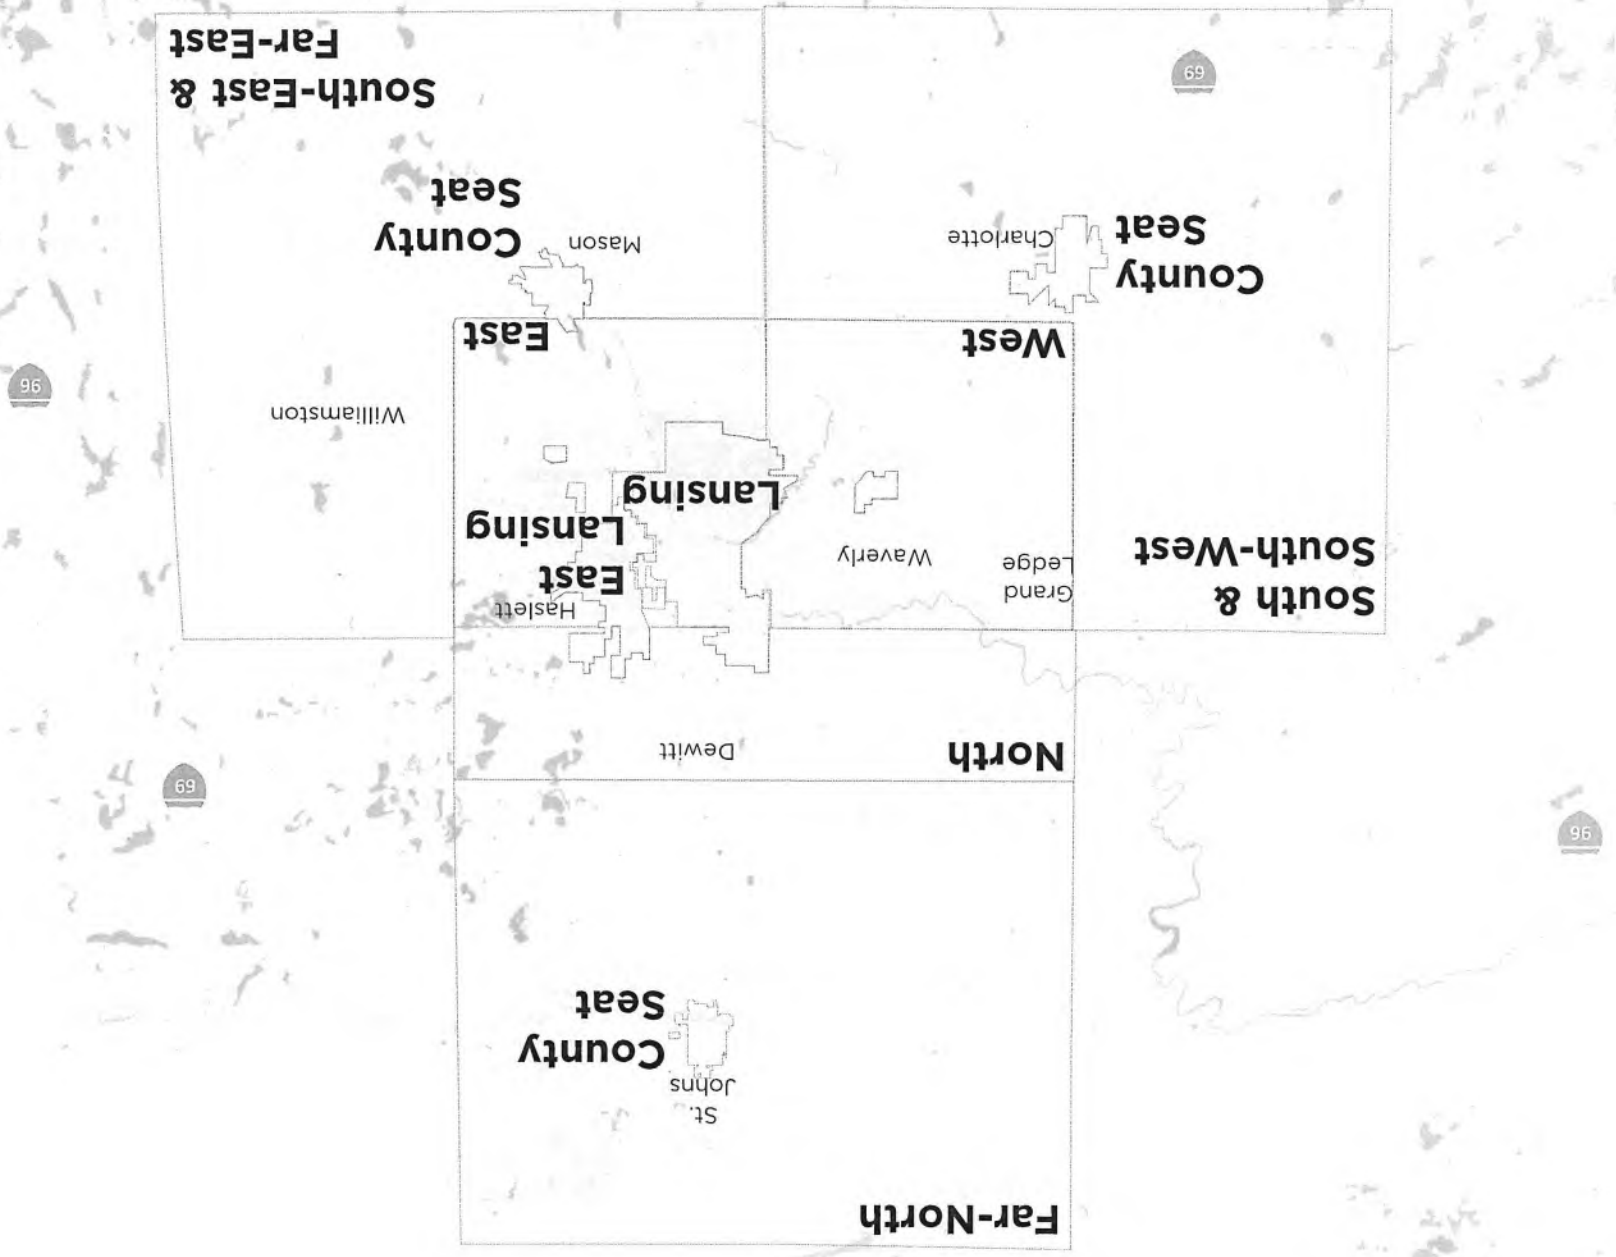 Far-North
St.
Johns
County
Seat
96
69
North
Dewitt
South &
South-West
Grand
Ledge
Waverly
Haslett
East
Lansing
Lansing
Williamston
96
West
East
County
Seat
Charlotte
Mason
County
Seat
69
South-East &
Far-East